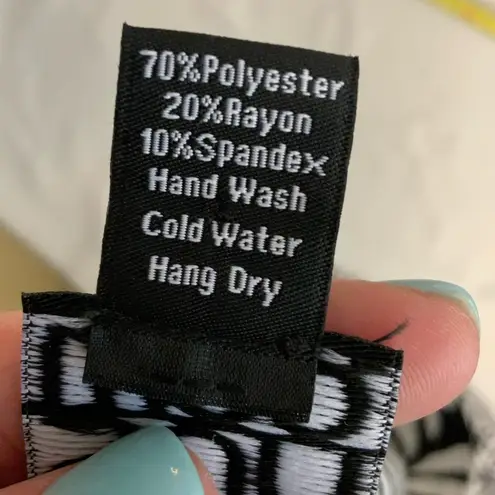 70%Polyester
20%Rayon
10%Spandex
Hand Wash
Cold Water
Hang Dry